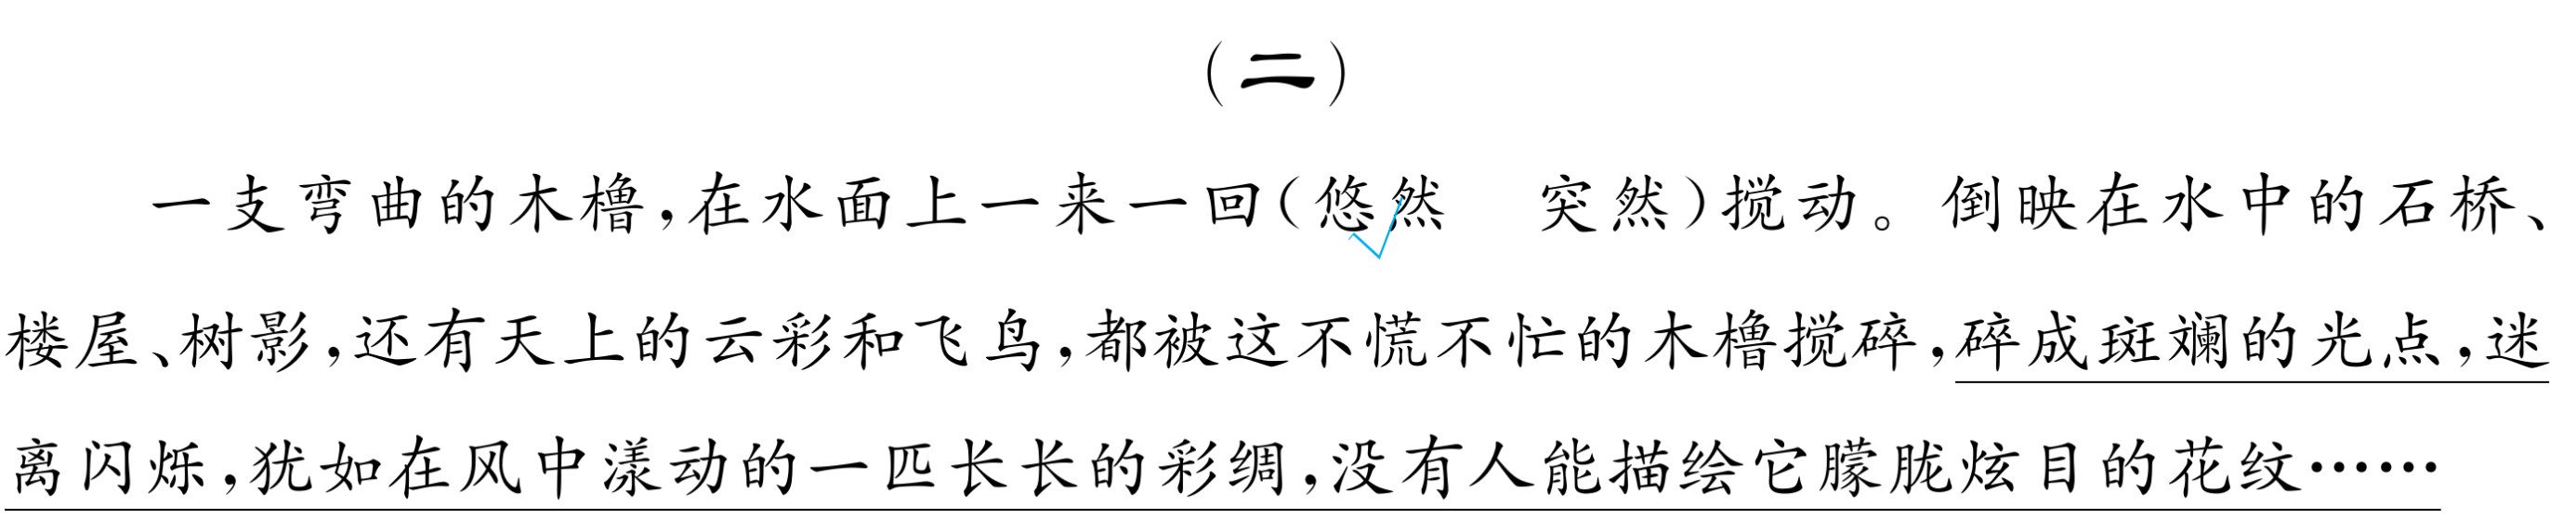 （二）
一支弯曲的木橹，在水面上一来一回（悠然　突然）搅动。倒映在水中的石桥、
楼屋、树影，还有天上的云彩和飞鸟，都被这不慌不忙的木橹搅碎，碎成斑斓的光点，迷
离闪烁，犹如在风中漾动的一匹长长的彩绸，没有人能描绘它朦胧炫目的花纹……